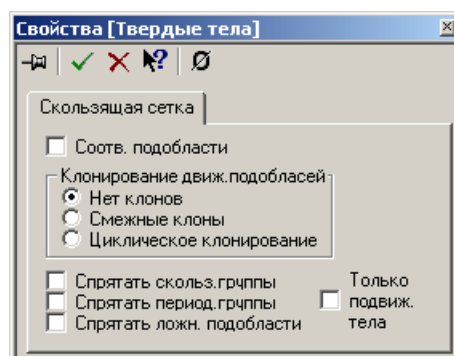 Свойства [Твердые тела]
Скользящая сетка
Соотв. подобласти
Клонирование движ.подобласей
Нет клонов
Смежные клоны
Циклическое клонирование
Спрятать скольз.группы
Спрятать период.группы
Спрятать ложн. подобласти
Только
подвиж.
тела